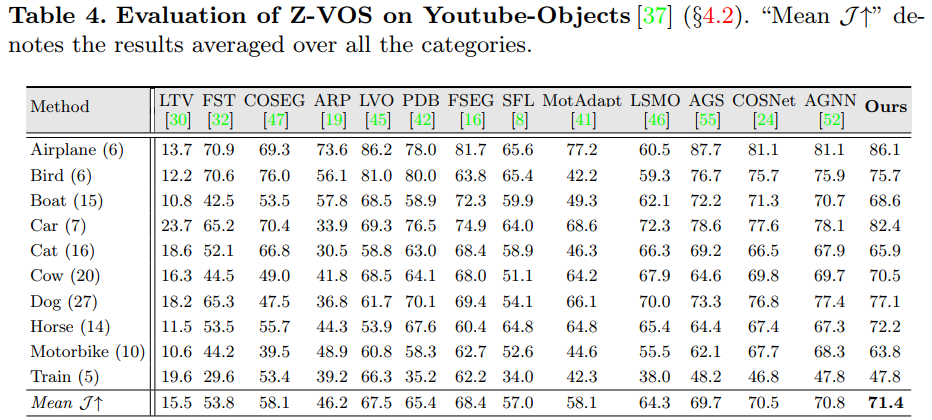 Table 4. Evaluation of Z-VOS on Youtube-Objects [37] (§4.2). “Mean 𝒥↑” de-
notes the results averaged over all the categories.
Method LTV FST COSEG ARP LVO PDB FSEG SFL MotAdapt LSMO AGS COSNet AGNN Ours
[30] [32] [47] [19] [45] [42] [16] [8] [41] [46] [55] [24] [52]
Airplane (6) 13.7 70.9 69.3 73.6 86.2 78.0 81.7 65.6 77.2 60.5 87.7 81.1 81.1 86.1
Bird (6) 12.2 70.6 76.0 56.1 81.0 80.0 63.8 65.4 42.2 59.3 76.7 75.7 75.9 75.7
Boat (15) 10.8 42.5 53.5 57.8 68.5 58.9 72.3 59.9 49.3 62.1 72.2 71.3 70.7 68.6
Car (7) 23.7 65.2 70.4 33.9 69.3 76.5 74.9 64.0 68.6 72.3 78.6 77.6 78.1 82.4
Cat (16) 18.6 52.1 66.8 30.5 58.8 63.0 68.4 58.9 46.3 66.3 69.2 66.5 67.9 65.9
Cow (20) 16.3 44.5 49.0 41.8 68.5 64.1 68.0 51.1 64.2 67.9 64.6 69.8 69.7 70.5
Dog (27) 18.2 65.3 47.5 36.8 61.7 70.1 69.4 54.1 66.1 70.0 73.3 76.8 77.4 77.1
Horse (14) 11.5 53.5 55.7 44.3 53.9 67.6 60.4 64.8 64.8 65.4 64.4 67.4 67.3 72.2
Motorbike (10) 10.6 44.2 39.5 48.9 60.8 58.3 62.7 52.6 44.6 55.5 62.1 67.7 68.3 63.8
Train (5) 19.6 29.6 53.4 39.2 66.3 35.2 62.2 34.0 42.3 38.0 48.2 46.8 47.8 47.8
Mean 𝒥↑ 15.5 53.8 58.1 46.2 67.5 65.4 68.4 57.0 58.1 64.3 69.7 70.5 70.8 71.4